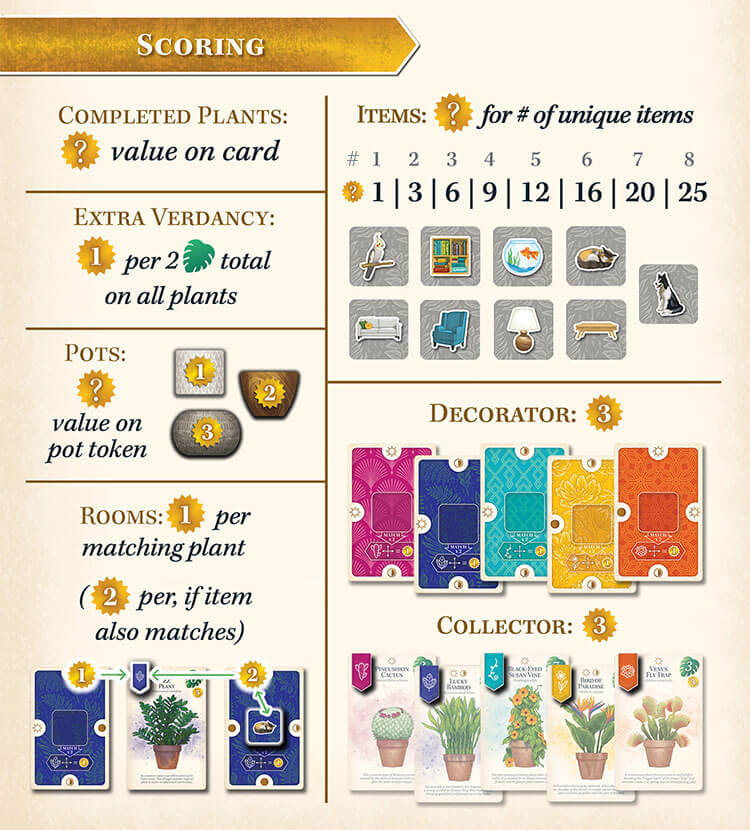 SCORING
COMPLETED PLANTS:
? value on card
EXTRA VERDANCY:
1 per 2 total
on all plants
POTS:
?
value on
pot token
1
2
3
ROOMS: 1 per
matching plant
( 2 per, if item
also matches)
1
2
PLANT
ITEMS: ? for # of unique items
# 1 2 3 4 5 6 7 8
? 1 | 3 | 6 | 9 | 12 | 16 | 20 | 25
DECORATOR: 3
COLLECTOR: 3
PINCUSHION
CACTUS
LUCKY
BAMBOO
BLACK-EYED
SUSAN VINE
BIRD OF
PARADISE
VENUS
FLY TRAP
3